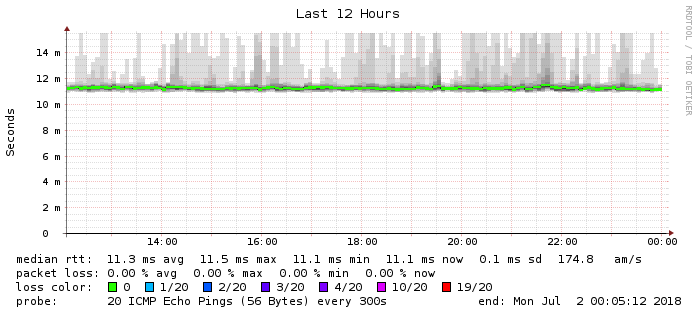 Last 12 Hours
RRDTOOL / TOBI OETIKER
Seconds
14 m
12 m
10 m
8 m
6 m
4 m
2 m
0
14:00 16:00 18:00 20:00 22:00 00:00
median rtt: 11.3 ms avg 11.5 ms max 11.1 ms min 11.1 ms now 0.1 ms sd 174.8 am/s
packet loss: 0.00 % avg 0.00 % max 0.00 % min 0.00 % now
loss color: 0 1/20 2/20 3/20 4/20 10/20 19/20
probe: 20 ICMP Echo Pings (56 Bytes) every 300s end: Mon Jul 2 00:05:12 2018